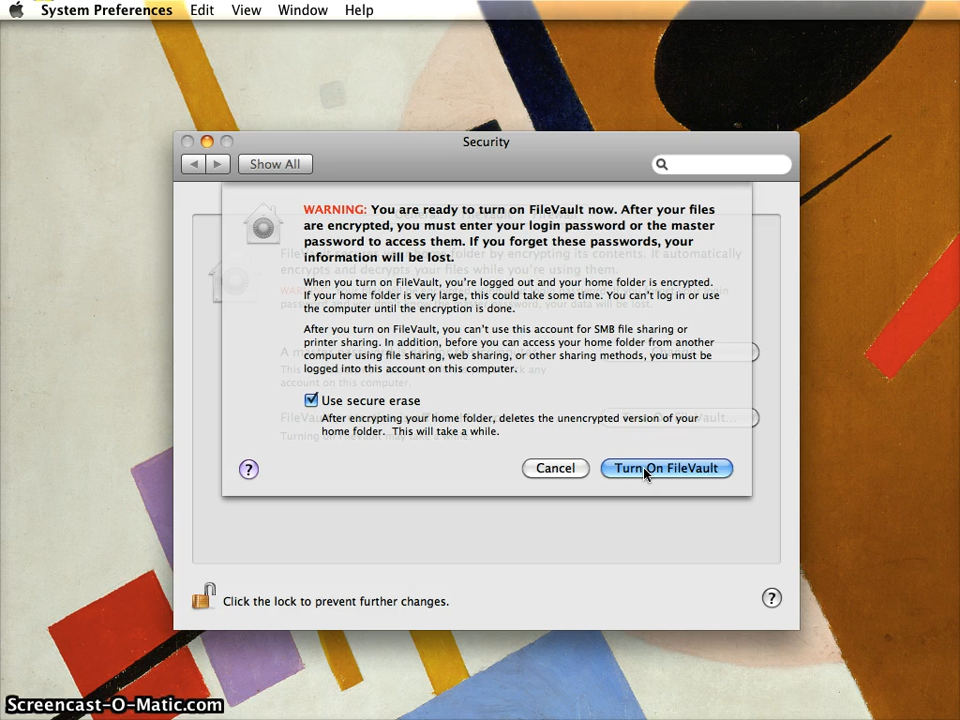 System Preferences Edit View Window Help
Security
Show All
WARNING: You are ready to turn on FileVault now. After your files
are encrypted, you must enter your login password or the master
password to access them. If you forget these passwords, your
information will be lost.
When you turn on FileVault, you're logged out and your home folder is encrypted.
If your home folder is very large, this could take some time. You can't log in or use
the computer until the encryption is done.
After you turn on FileVault, you can't use this account for SMB file sharing or
printer sharing. In addition, before you can access your home folder from another
computer using file sharing, web sharing, or other sharing methods, you must be
logged into this account on this computer.
Use secure erase
After encrypting your home folder, deletes the unencrypted version of your
home folder. This will take a while.
? Cancel Turn On FileVault
Click the lock to prevent further changes. ?
Screencast-O-Matic.com